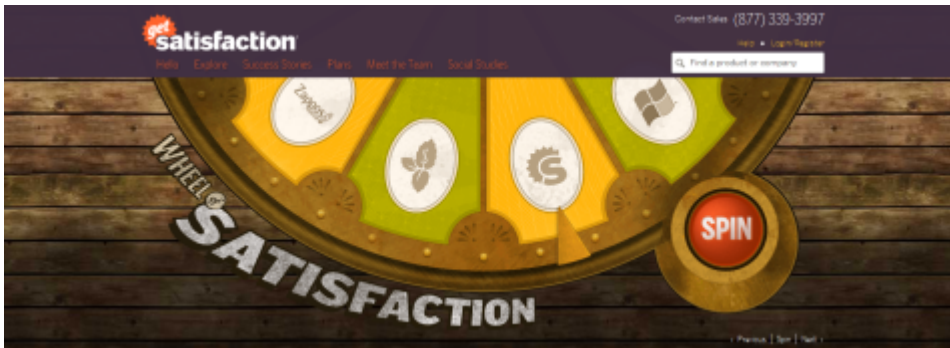 get
satisfaction
Contact Sales (877) 339-3997
Help • Login/Register
Hello Explore Success Stories Plans Meet the Team Social Studies
Find a product or company
Zappos
WHEEL of
SATISFACTION
SPIN
‹ Previous | Spin | Next ›